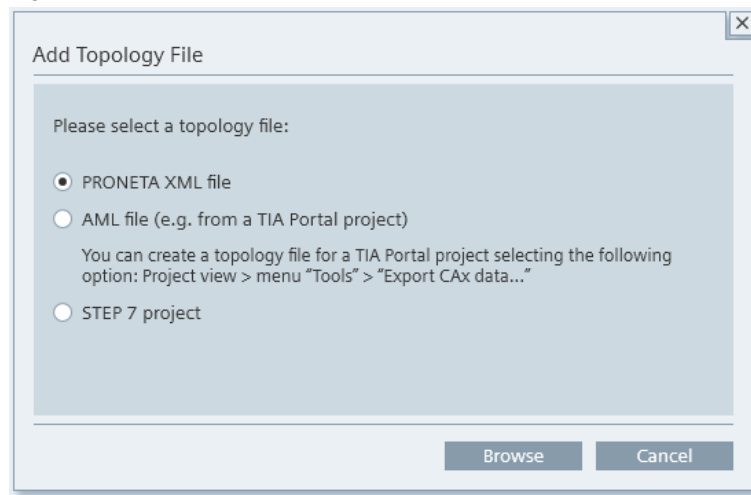 Add Topology File
Please select a topology file:
PRONETA XML file
AML file (e.g. from a TIA Portal project)
You can create a topology file for a TIA Portal project selecting the following
option: Project view > menu “Tools” > “Export CAx data...”
STEP 7 project
Browse
Cancel